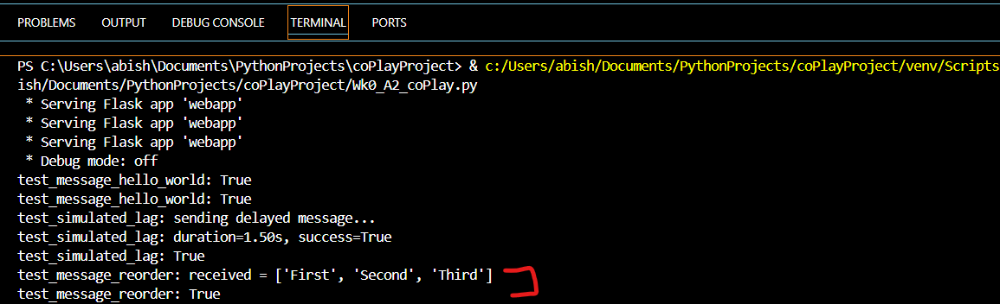 PROBLEMS OUTPUT DEBUG CONSOLE TERMINAL PORTS
PS C:\Users\abish\Documents\PythonProjects\coPlayProject> & c:/Users/abish/Documents/PythonProjects/coPlayProject/venv/Scripts
ish/Documents/PythonProjects/coPlayProject/Wk0_A2_coPlay.py
* Serving Flask app 'webapp'
* Serving Flask app 'webapp'
* Serving Flask app 'webapp'
* Debug mode: off
test_message_hello_world: True
test_message_hello_world: True
test_simulated_lag: sending delayed message...
test_simulated_lag: duration=1.50s, success=True
test_simulated_lag: True
test_message_reorder: received = ['First', 'Second', 'Third']
test_message_reorder: True